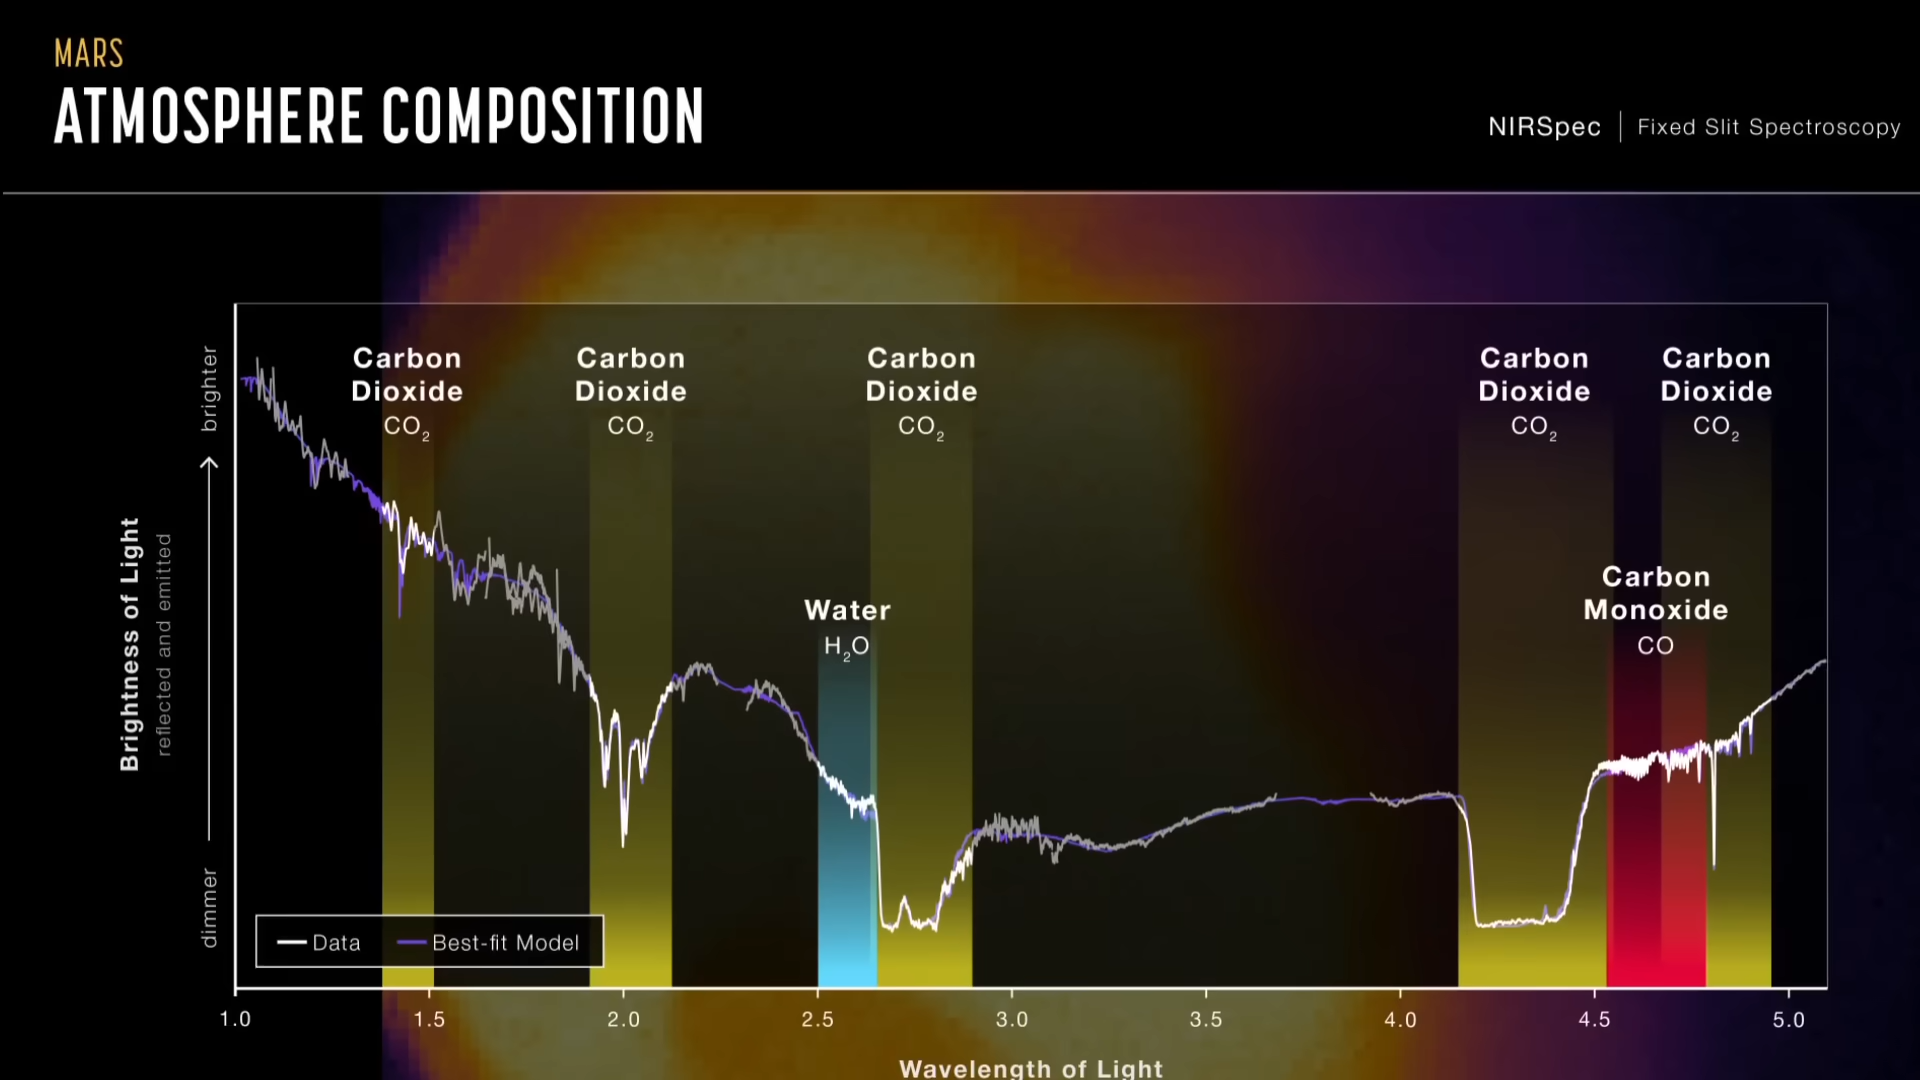 MARS
ATMOSPHERE COMPOSITION
NIRSpec | Fixed Slit Spectroscopy
Brightness of Light
reflected and emitted
brighter
dimmer
Carbon
Dioxide
CO₂
Carbon
Dioxide
CO₂
Carbon
Dioxide
CO₂
Carbon
Dioxide
CO₂
Carbon
Dioxide
CO₂
Water
H₂O
Carbon
Monoxide
CO
Data
Best-fit Model
1.0 1.5 2.0 2.5 3.0 3.5 4.0 4.5 5.0
Wavelength of Light